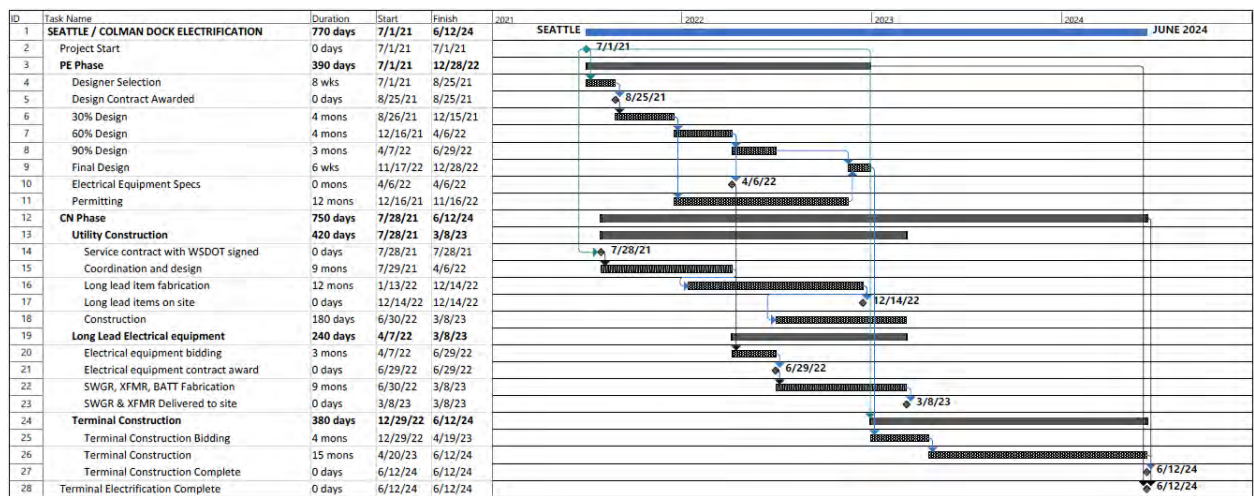 ID Task Name Duration Start Finish 2021 2022 2023 2024
1 SEATTLE / COLMAN DOCK ELECTRIFICATION 770 days 7/1/21 6/12/24 SEATTLE JUNE 2024
2 Project Start 0 days 7/1/21 7/1/21 7/1/21
3 PE Phase 390 days 7/1/21 12/28/22
4 Designer Selection 8 wks 7/1/21 8/25/21
5 Design Contract Awarded 0 days 8/25/21 8/25/21 8/25/21
6 30% Design 4 mons 8/26/21 12/15/21
7 60% Design 4 mons 12/16/21 4/6/22
8 90% Design 3 mons 4/7/22 6/29/22
9 Final Design 6 wks 11/17/22 12/28/22
10 Electrical Equipment Specs 0 mons 4/6/22 4/6/22 4/6/22
11 Permitting 12 mons 12/16/21 11/16/22
12 CN Phase 750 days 7/28/21 6/12/24
13 Utility Construction 420 days 7/28/21 3/8/23
14 Service contract with WSDOT signed 0 days 7/28/21 7/28/21 7/28/21
15 Coordination and design 9 mons 7/29/21 4/6/22
16 Long lead item fabrication 12 mons 1/13/22 12/14/22
17 Long lead items on site 0 days 12/14/22 12/14/22 12/14/22
18 Construction 180 days 6/30/22 3/8/23
19 Long Lead Electrical equipment 240 days 4/7/22 3/8/23
20 Electrical equipment bidding 3 mons 4/7/22 6/29/22
21 Electrical equipment contract award 0 days 6/29/22 6/29/22 6/29/22
22 SWGR, XFMR, BATT Fabrication 9 mons 6/30/22 3/8/23
23 SWGR & XFMR Delivered to site 0 days 3/8/23 3/8/23 3/8/23
24 Terminal Construction 380 days 12/29/22 6/12/24
25 Terminal Construction Bidding 4 mons 12/29/22 4/19/23
26 Terminal Construction 15 mons 4/20/23 6/12/24
27 Terminal Construction Complete 0 days 6/12/24 6/12/24 6/12/24
28 Terminal Electrification Complete 0 days 6/12/24 6/12/24 6/12/24